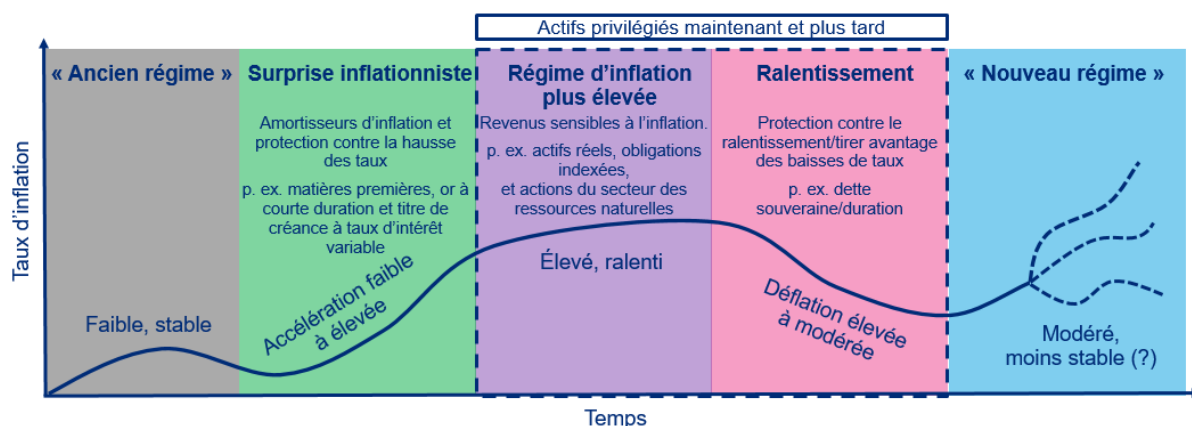 Actifs privilégiés maintenant et plus tard
« Ancien régime »
Faible, stable
Surprise inflationniste
Amortisseurs d’inflation et
protection contre la hausse
des taux
p. ex. matières premières, or à
courte duration et titre de
créance à taux d’intérêt
variable
Accélération faible
à élevée
Régime d’inflation
plus élevée
Revenus sensibles à l’inflation.
p. ex. actifs réels, obligations
indexées,
et actions du secteur des
ressources naturelles
Élevé, ralenti
Ralentissement
Protection contre le
ralentissement/tirer avantage
des baisses de taux
p. ex. dette
souveraine/duration
Déflation élevée
à modérée
« Nouveau régime »
Modéré,
moins stable (?)
Taux d’inflation
Temps